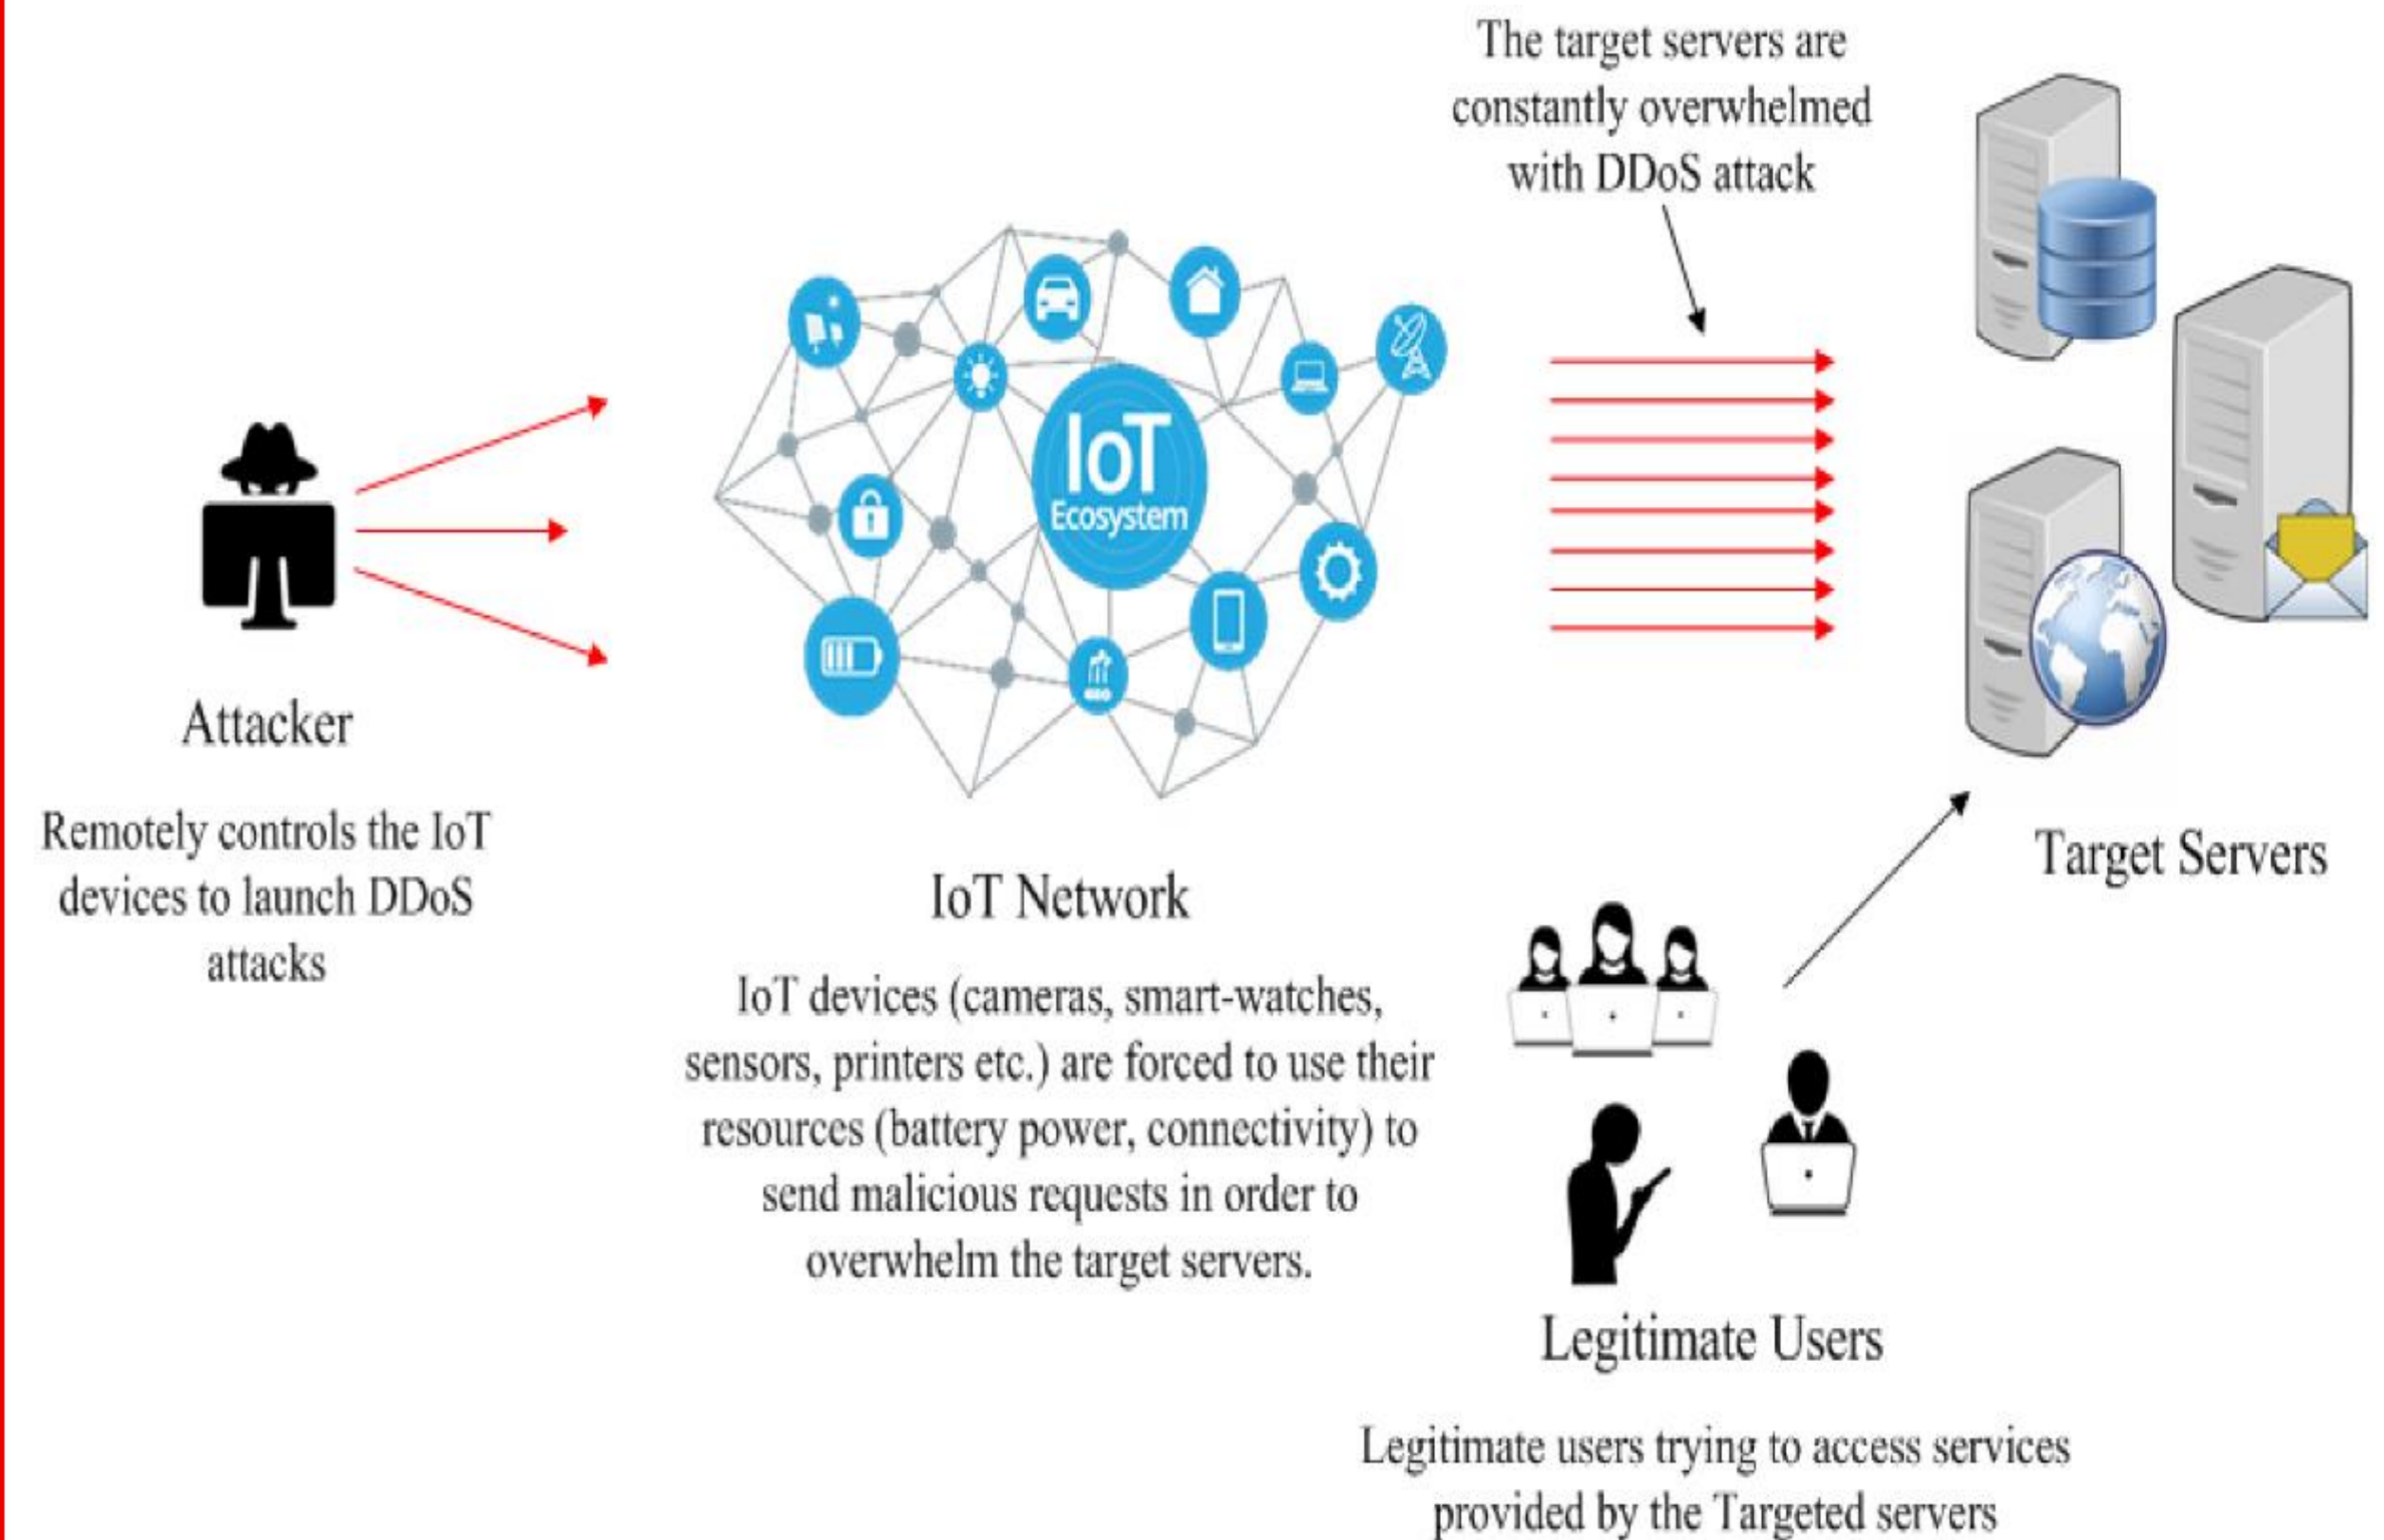 The target servers are
constantly overwhelmed
with DDoS attack
IoT
Ecosystem
Attacker
Remotely controls the IoT
devices to launch DDoS
attacks
IoT Network
IoT devices (cameras, smart-watches,
sensors, printers etc.) are forced to use their
resources (battery power, connectivity) to
send malicious requests in order to
overwhelm the target servers.
Target Servers
Legitimate Users
Legitimate users trying to access services
provided by the Targeted servers